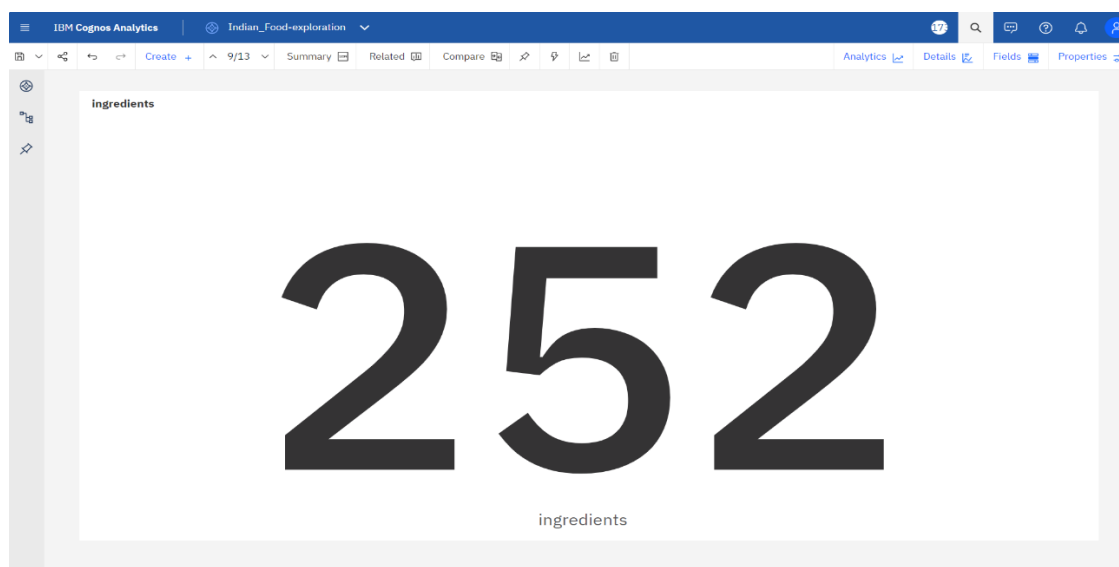 IBM Cognos Analytics Indian_Food-exploration 17
Create + 9/13 Summary Related Compare Analytics Details Fields Properties
ingredients
252
ingredients